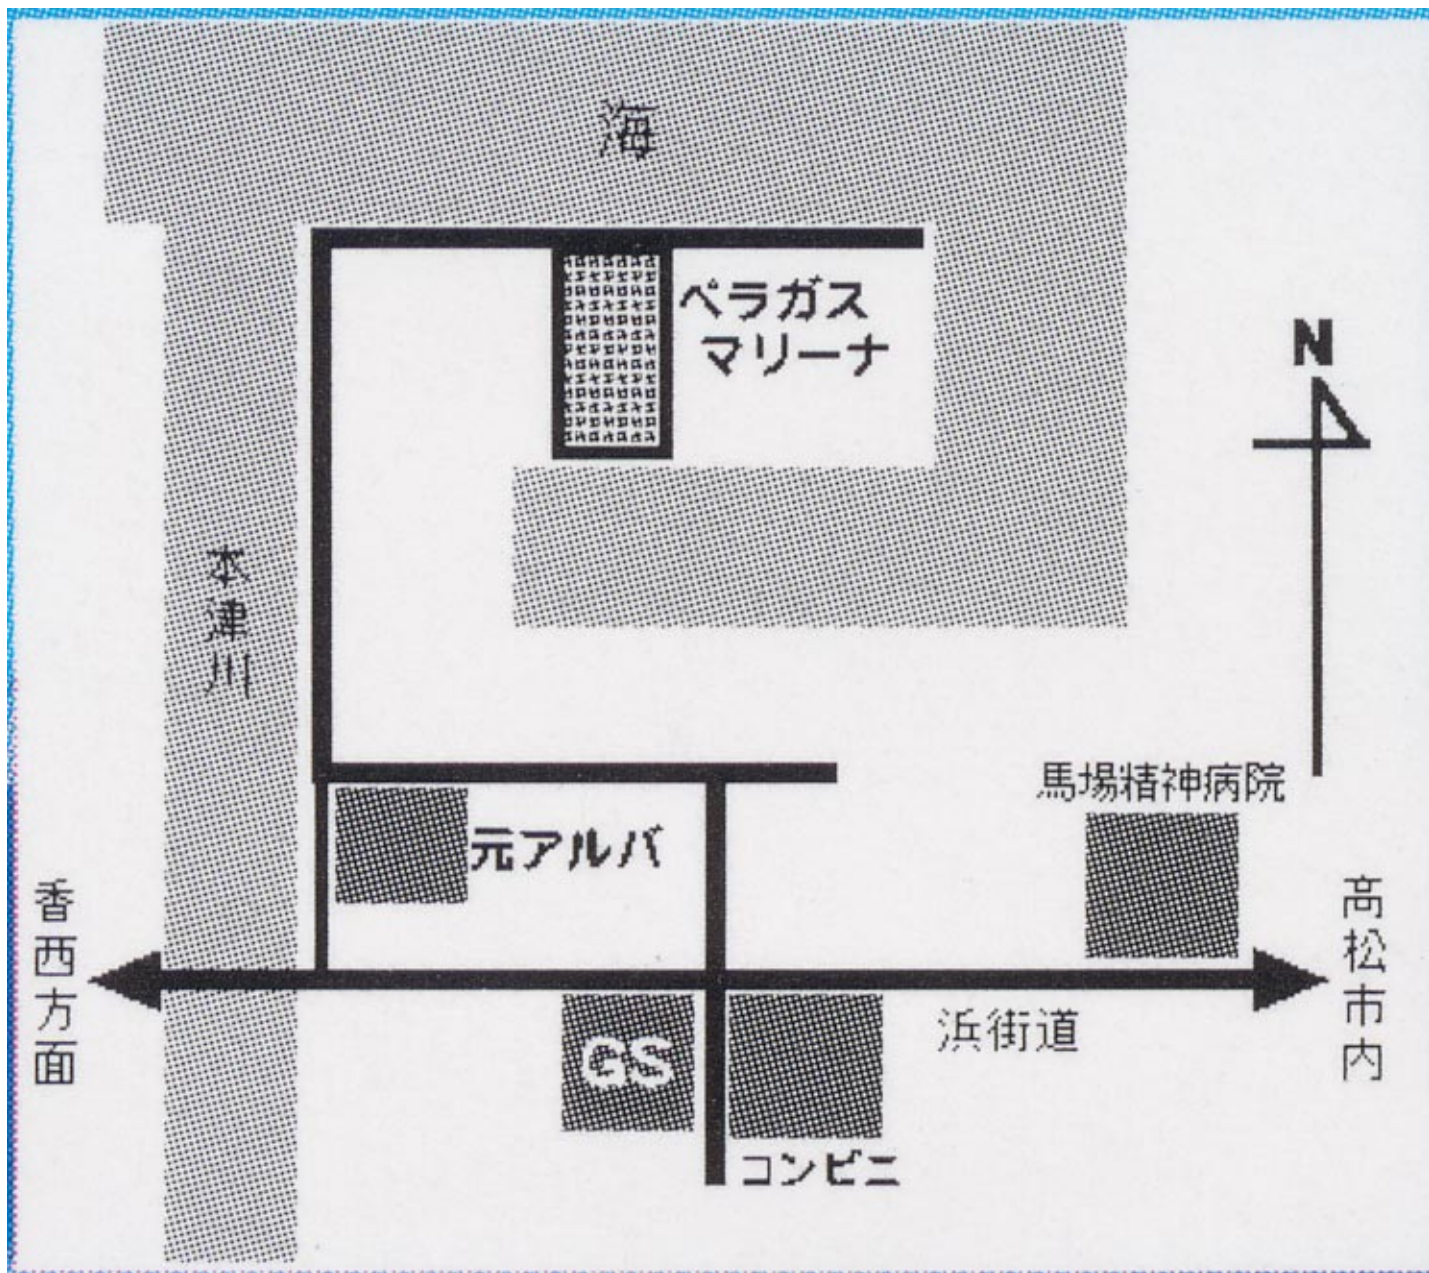 海
ペラガス
マリーナ
N
本津川
馬場精神病院
元アルバ
香西方面
高松市内
浜街道
GS
コンビニ